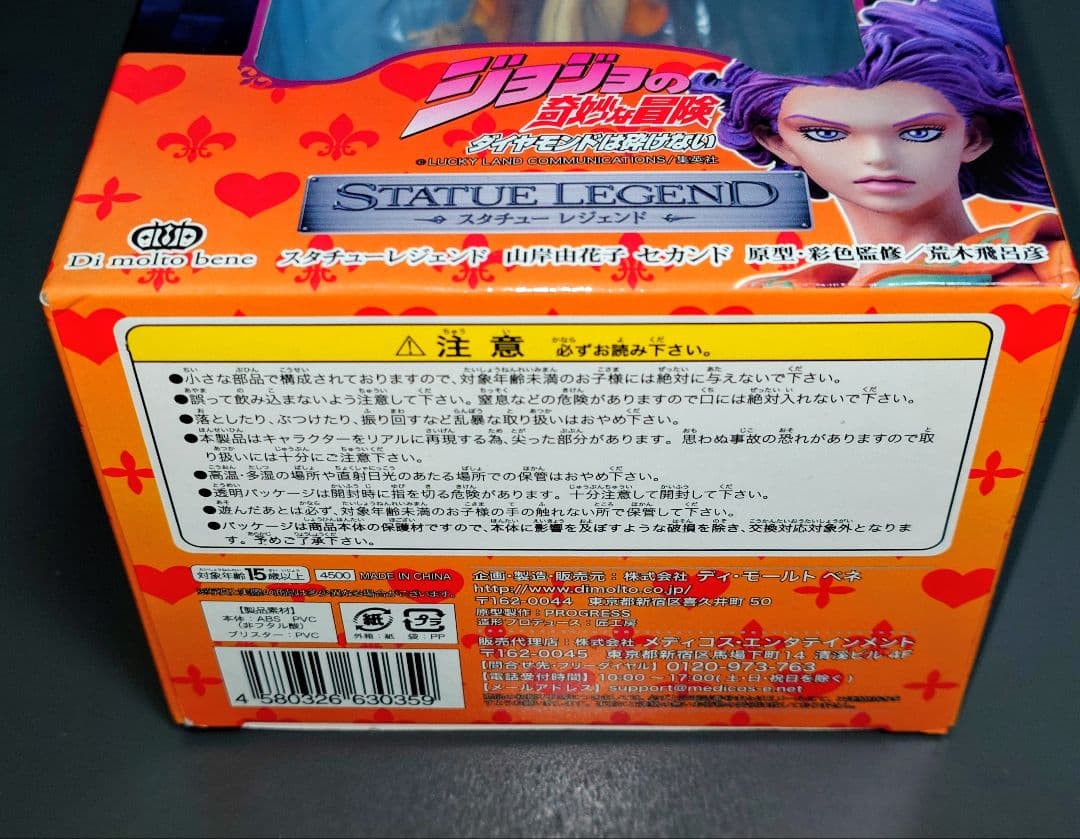 ジョジョの
奇妙な冒険
ダイヤモンドは砕けない
©LUCKY LAND COMMUNICATIONS/集英社
STATUE LEGEND
スタチュー レジェンド
Di molto bene
スタチューレジェンド 山岸由花子 セカンド 原型・彩色監修/荒木飛呂彦
⚠注意 必ずお読み下さい。
●小さな部品で構成されておりますので、対象年齢未満のお子様には絶対に与えないで下さい。
●誤って飲み込まないよう注意して下さい。窒息などの危険がありますので口には絶対入れないで下さい。
●落としたり、ぶつけたり、振り回すなど乱暴な取り扱いはおやめ下さい。
●本製品はキャラクターをリアルに再現する為、尖った部分があります。思わぬ事故の恐れがありますので取
り扱いには十分にご注意下さい。
●高温・多湿の場所や直射日光のあたる場所での保管はおやめ下さい。
●透明パッケージは開封時に指を切る危険があります。十分注意して開封して下さい。
●遊んだあとは必ず、対象年齢未満のお子様の手の触れない所で保管して下さい。
●パッケージは商品本体の保護材ですので、本体に影響を及ぼすような破損を除き、交換対応対象外となりま
す。予めご了承下さい。
対象年齢15歳以上 4500 MADE IN CHINA
【製品素材】
本体：ABS PVC
(非フタル酸)
ブリスター：PVC
紙
外箱：紙
プラ
袋：PP
4 580326 630359
企画・製造・販売元：株式会社 ディ・モールト ベネ
http://www.dimolto.co.jp/
〒162-0044 東京都新宿区喜久井町 50
原型製作：PROGRESS
造形プロデュース：匠工房
販売代理店：株式会社 メディコス・エンタテインメント
〒162-0045 東京都新宿区馬場下町14 清溪ビル 4F
【問合せ先・フリーダイヤル】 0120-973-763
【電話受付時間】 10:00～17:00(土・日・祝日を除く)
【メールアドレス】 support@medicos-e.net